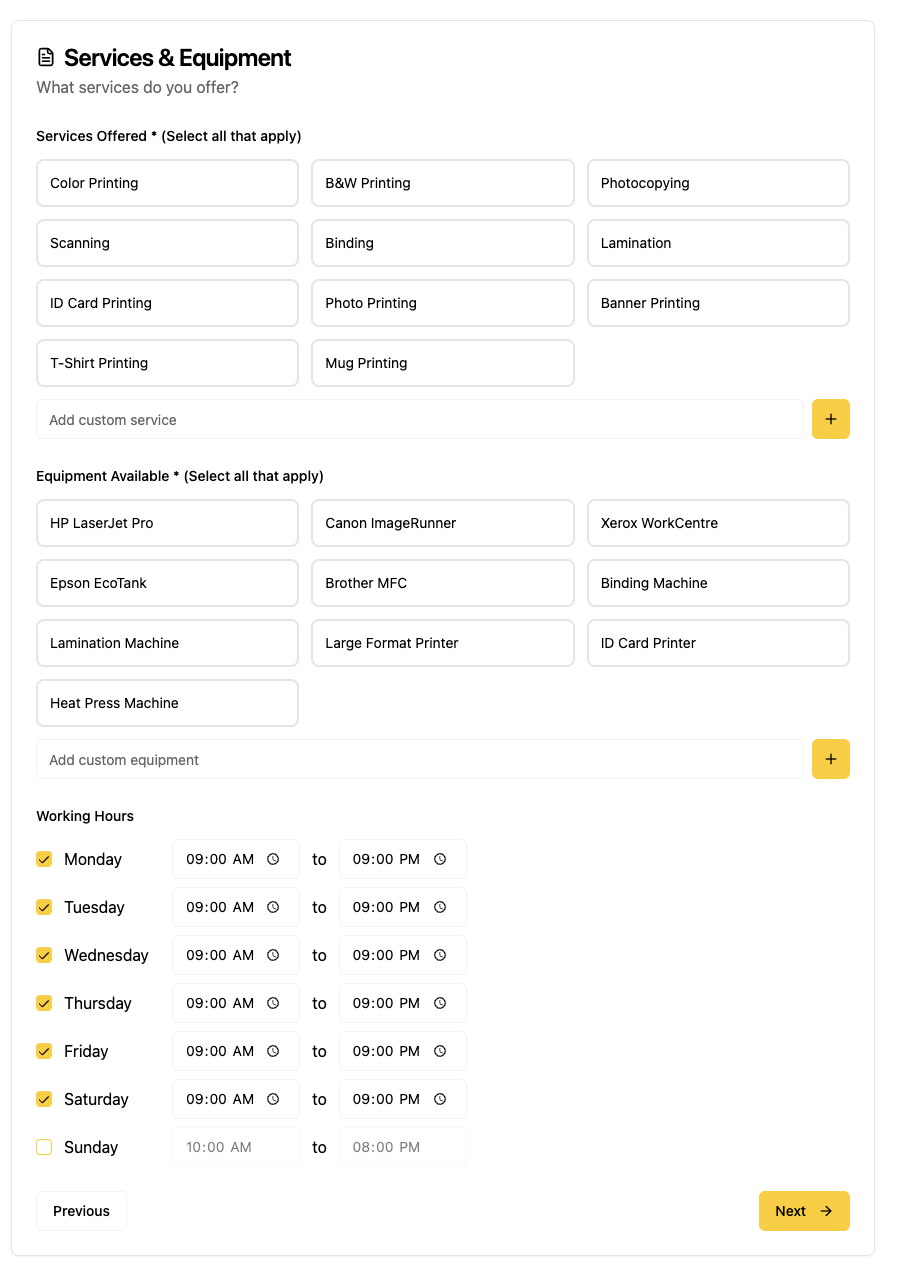 Services & Equipment
What services do you offer?
Services Offered * (Select all that apply)
Color Printing
B&W Printing
Photocopying
Scanning
Binding
Lamination
ID Card Printing
Photo Printing
Banner Printing
T-Shirt Printing
Mug Printing
Add custom service
+
Equipment Available * (Select all that apply)
HP LaserJet Pro
Canon ImageRunner
Xerox WorkCentre
Epson EcoTank
Brother MFC
Binding Machine
Lamination Machine
Large Format Printer
ID Card Printer
Heat Press Machine
Add custom equipment
+
Working Hours
Monday 09:00 AM to 09:00 PM
Tuesday 09:00 AM to 09:00 PM
Wednesday 09:00 AM to 09:00 PM
Thursday 09:00 AM to 09:00 PM
Friday 09:00 AM to 09:00 PM
Saturday 09:00 AM to 09:00 PM
Sunday 10:00 AM to 08:00 PM
Previous
Next →